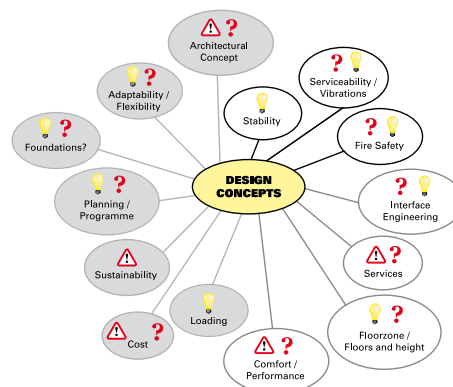 Architectural
Concept
Serviceability /
Vibrations
Adaptability /
Flexibility
Stability
Fire Safety
Foundations?
DESIGN
CONCEPTS
Planning /
Programme
Interface
Engineering
Sustainability
Services
Loading
Cost
Floorzone /
Floors and height
Comfort /
Performance